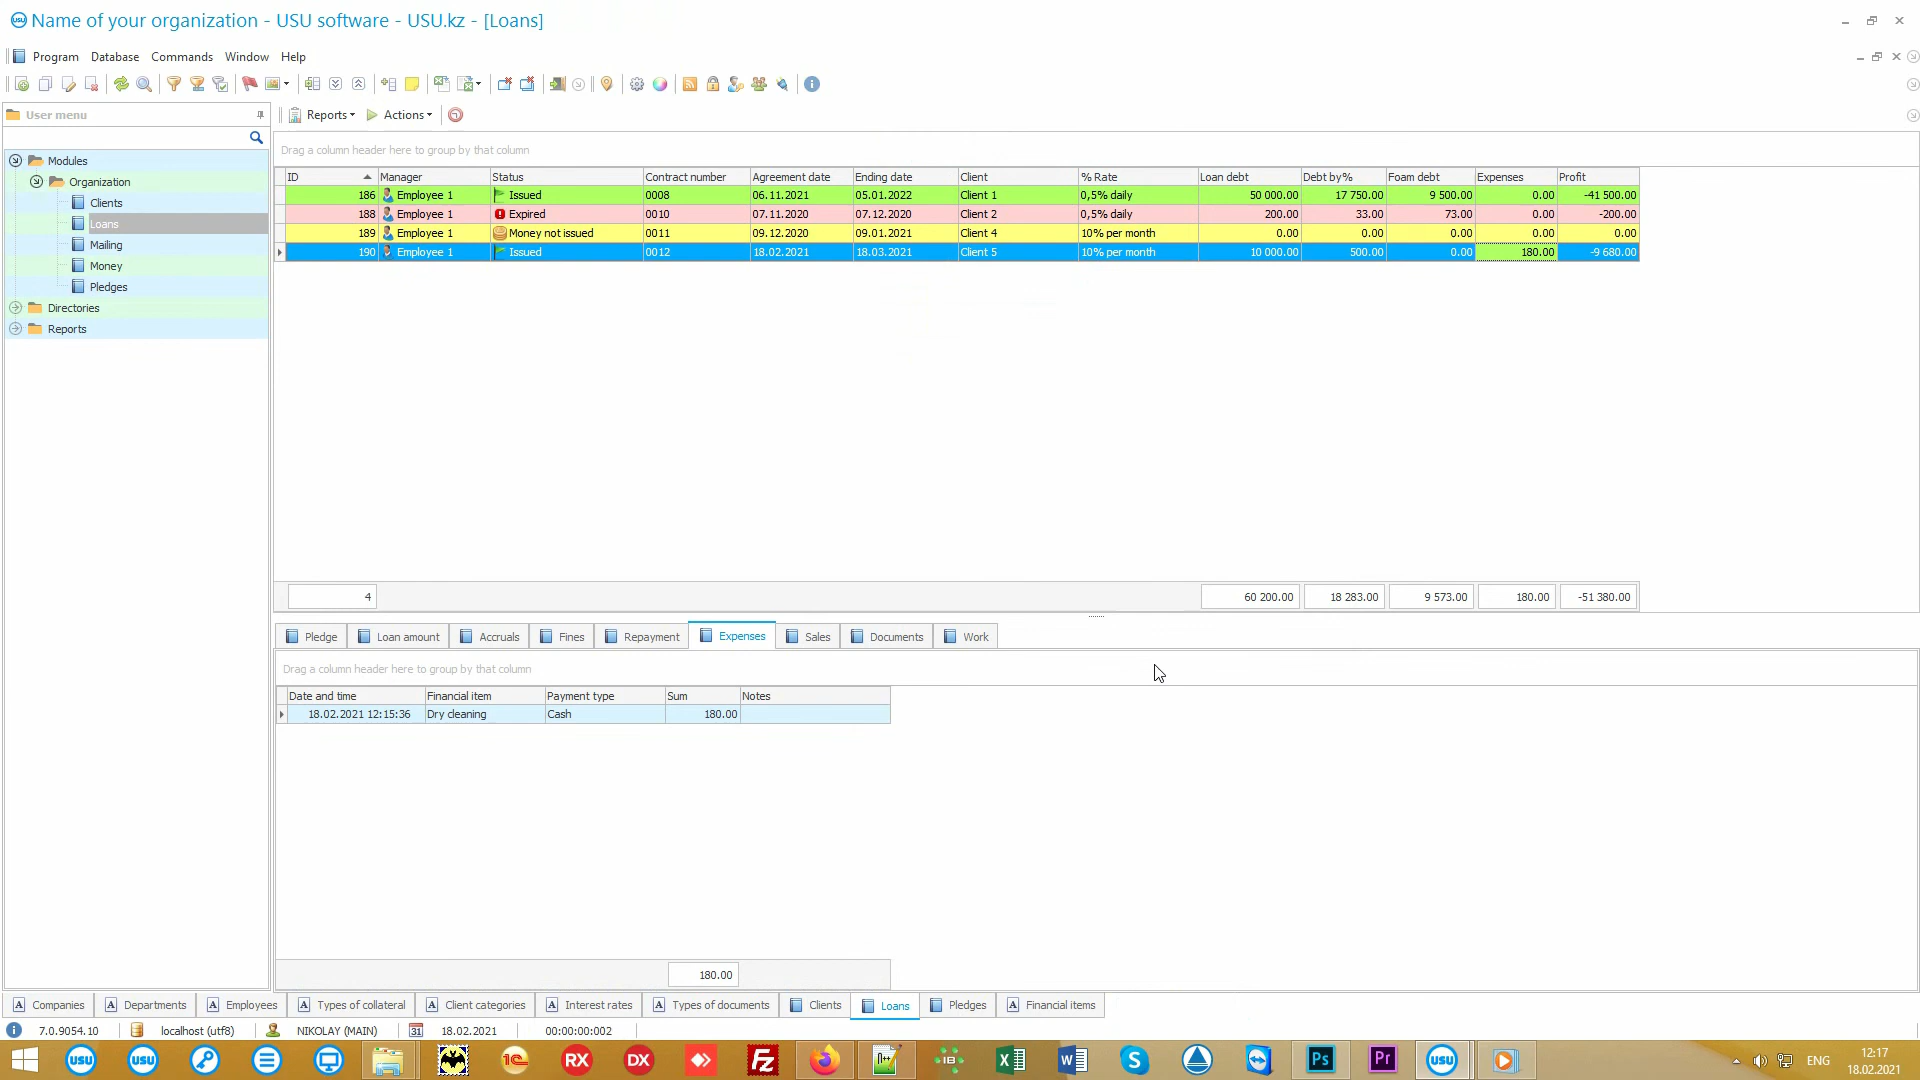 Name of your organization - USU software - USU.kz - [Loans]
Program Database Commands Window Help
User menu
Reports Actions
Drag a column header here to group by that column
Modules
Organization
Clients
Loans
Mailing
Money
Pledges
Directories
Reports
ID Manager Status Contract number Agreement date Ending date Client % Rate Loan debt Debt by% Foam debt Expenses Profit
186 Employee 1 Issued 0008 06.11.2021 05.01.2022 Client 1 0,5% daily 50 000.00 17 750.00 9 500.00 0.00 -41 500.00
188 Employee 1 Expired 0010 07.11.2020 07.12.2020 Client 2 0,5% daily 200.00 33.00 73.00 0.00 -200.00
189 Employee 1 Money not issued 0011 09.12.2020 09.01.2021 Client 4 10% per month 0.00 0.00 0.00 0.00 0.00
190 Employee 1 Issued 0012 18.02.2021 18.03.2021 Client 5 10% per month 10 000.00 500.00 0.00 180.00 -9 680.00
4 60 200.00 18 283.00 9 573.00 180.00 -51 380.00
Pledge Loan amount Accruals Fines Repayment Expenses Sales Documents Work
Drag a column header here to group by that column
Date and time Financial item Payment type Sum Notes
18.02.2021 12:15:36 Dry cleaning Cash 180.00
180.00
Companies Departments Employees Types of collateral Client categories Interest rates Types of documents Clients Loans Pledges Financial items
7.0.9054.10 localhost (utf8) NIKOLAY (MAIN) 31 18.02.2021 00:00:00:002
USU USU 1C RX DX FZ N++ IB X W S Ps Pr USU ENG 12:17
18.02.2021